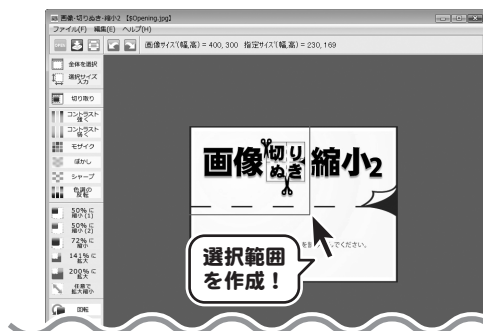 画像-切りぬき-縮小2 【$Opening.jpg】
ファイル(F) 編集(E) ヘルプ(H)
画像サイズ(幅,高) = 400, 300 指定サイズ(幅,高) = 230, 169
全体を選択
選択サイズ
入力
切り取り
コントラスト
強く
コントラスト
弱く
モザイク
ぼかし
シャープ
色調の
反転
50% に
縮小 (1)
50% に
縮小 (2)
72% に
縮小
141% に
拡大
200% に
拡大
任意で
拡大縮小
回転
画像切りぬき縮小2
てください。
選択範囲
を作成！